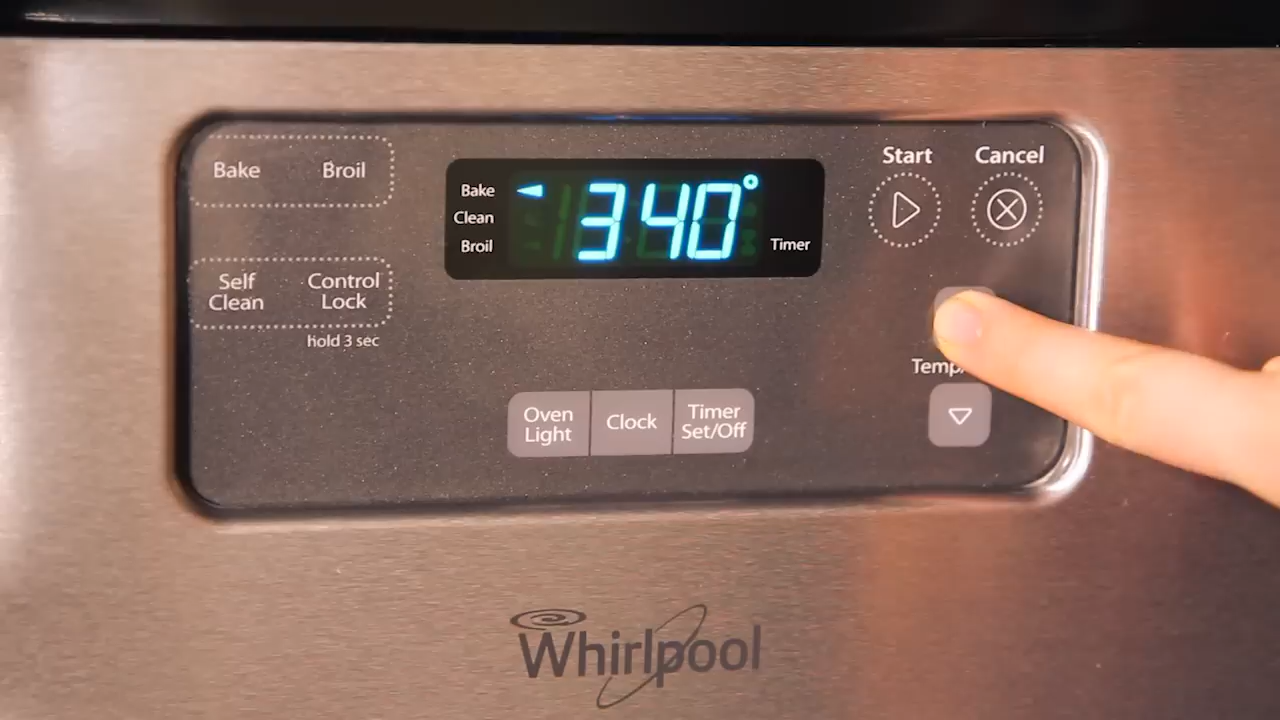 Bake Broil
Self Clean
Control Lock
hold 3 sec
Bake
Clean
Broil
340°
Timer
Oven Light
Clock
Timer Set/Off
Start Cancel
Whirlpool